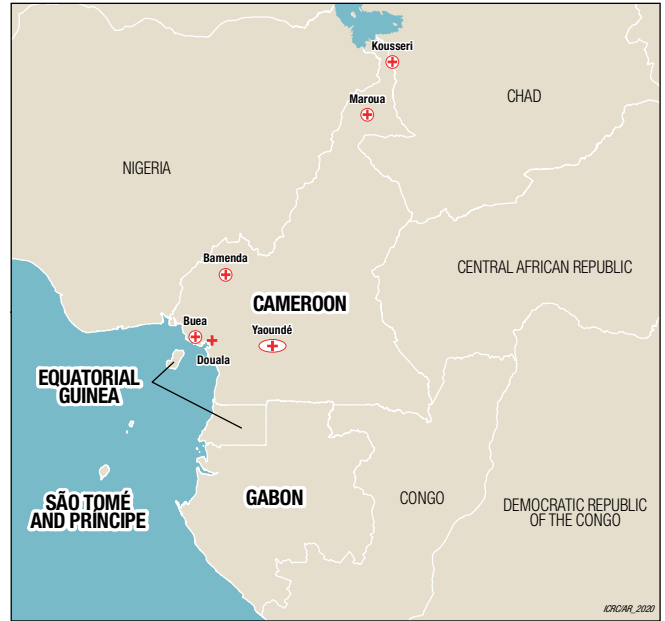 Kousseri
CHAD
Maroua
NIGERIA
Bamenda
CENTRAL AFRICAN REPUBLIC
CAMEROON
Buea
Yaoundé
Douala
EQUATORIAL
GUINEA
SÃO TOMÉ
AND PRÍNCIPE
GABON
CONGO
DEMOCRATIC REPUBLIC
OF THE CONGO
ICRC/AR_2020